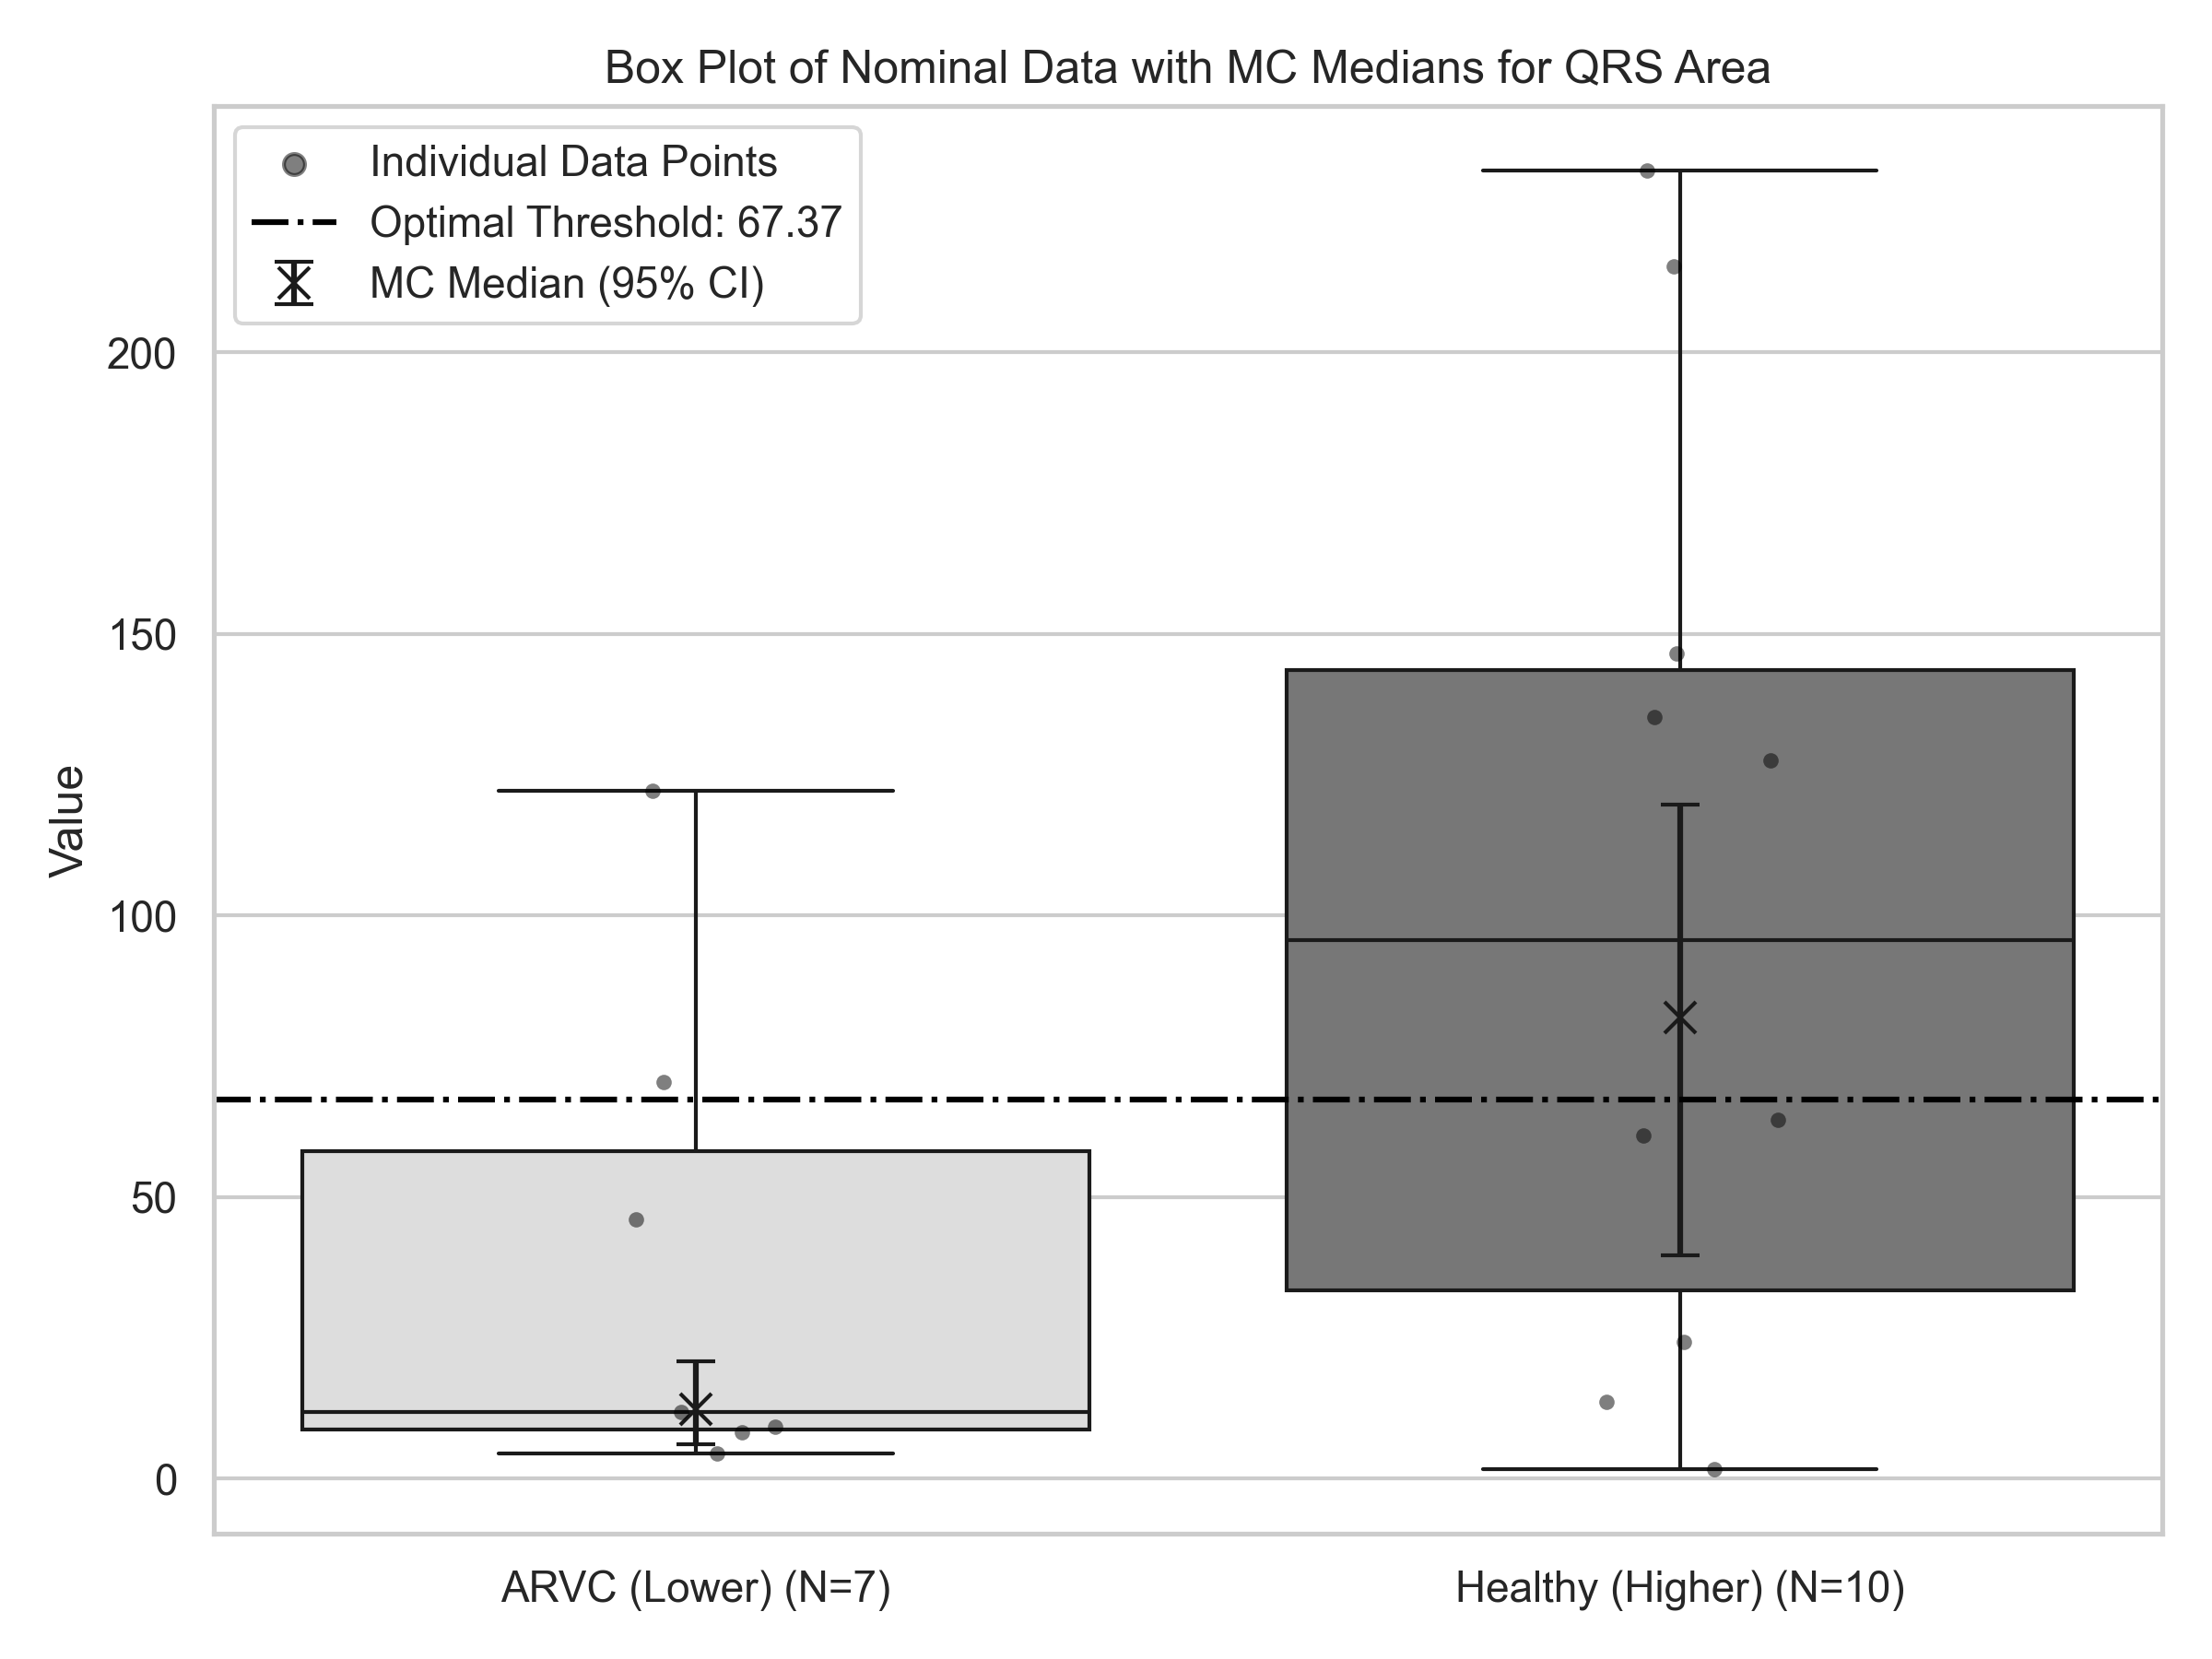 Box Plot of Nominal Data with MC Medians for QRS Area
Individual Data Points
Optimal Threshold: 67.37
MC Median (95% CI)
200
150
100
50
0
Value
ARVC (Lower) (N=7)
Healthy (Higher) (N=10)